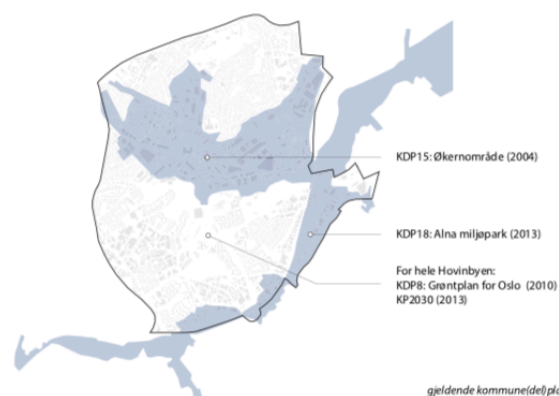 KDP15: Økernområde (2004)
KDP18: Alna miljøpark (2013)
For hele Hovinbyen:
KDP8: Grøntplan for Oslo (2010)
KP2030 (2013)
gjeldende kommune(del)pla